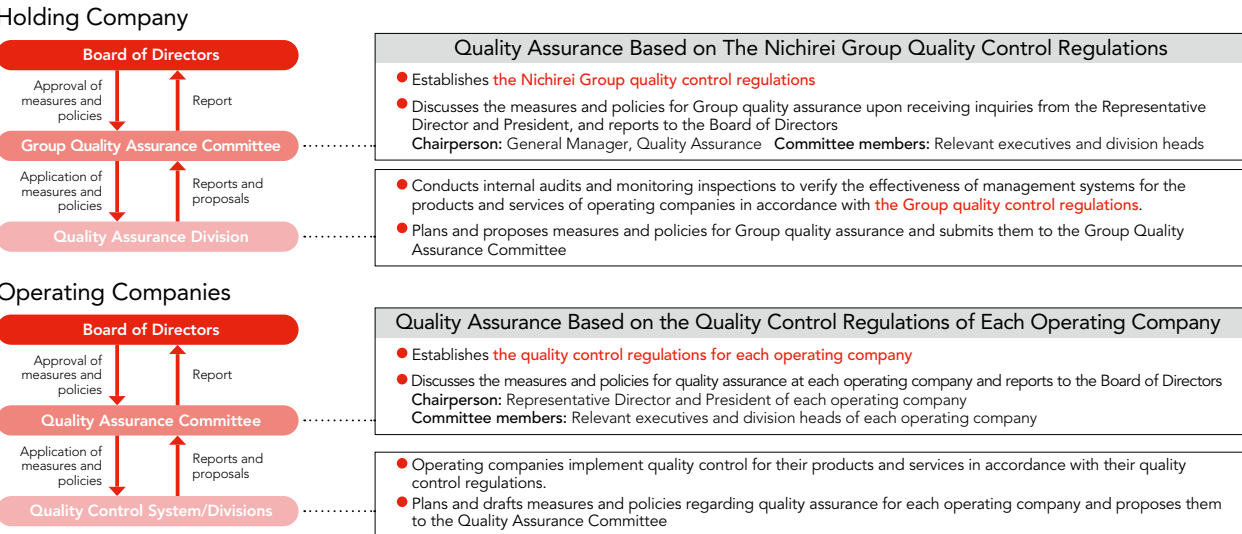 Holding Company
Board of Directors
Approval of
measures and
policies
Report
Group Quality Assurance Committee
Application of
measures and
policies
Reports and
proposals
Quality Assurance Division
Quality Assurance Based on The Nichirei Group Quality Control Regulations
● Establishes the Nichirei Group quality control regulations
● Discusses the measures and policies for Group quality assurance upon receiving inquiries from the Representative
Director and President, and reports to the Board of Directors
Chairperson: General Manager, Quality Assurance Committee members: Relevant executives and division heads
● Conducts internal audits and monitoring inspections to verify the effectiveness of management systems for the
products and services of operating companies in accordance with the Group quality control regulations.
● Plans and proposes measures and policies for Group quality assurance and submits them to the Group Quality
Assurance Committee
Operating Companies
Board of Directors
Approval of
measures and
policies
Report
Quality Assurance Committee
Application of
measures and
policies
Reports and
proposals
Quality Control System/Divisions
Quality Assurance Based on the Quality Control Regulations of Each Operating Company
● Establishes the quality control regulations for each operating company
● Discusses the measures and policies for quality assurance at each operating company and reports to the Board of Directors
Chairperson: Representative Director and President of each operating company
Committee members: Relevant executives and division heads of each operating company
● Operating companies implement quality control for their products and services in accordance with their quality
control regulations.
● Plans and drafts measures and policies regarding quality assurance for each operating company and proposes them
to the Quality Assurance Committee